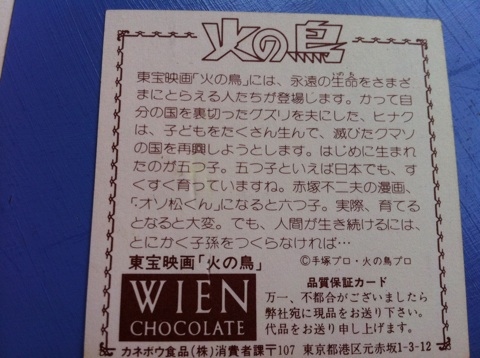 火の鳥
東宝映画「火の鳥」には、永遠の生命をさまざ
まにとらえる人たちが登場します。かって自
分の国を裏切ったグズリを夫にした、ヒナク
は、子どもをたくさん生んで、滅びたクマソ
の国を再興しようとします。はじめに生まれ
たのが五つ子。五つ子といえば日本でも、す
くすく育っていますね。赤塚不二夫の漫画、
「オソ松くん」になると六つ子。実際、育てる
となると大変。でも、人間が生き続けるには、
とにかく子孫をつくらなければ…
東宝映画「火の鳥」
©手塚プロ・火の鳥プロ
WIEN
CHOCOLATE
品質保証カード
万一、不都合がございましたら
弊社宛に現品をお送り下さい。
代品をお送り申し上げます。
カネボウ食品(株)消費者課〒107 東京都港区元赤坂1-3-12